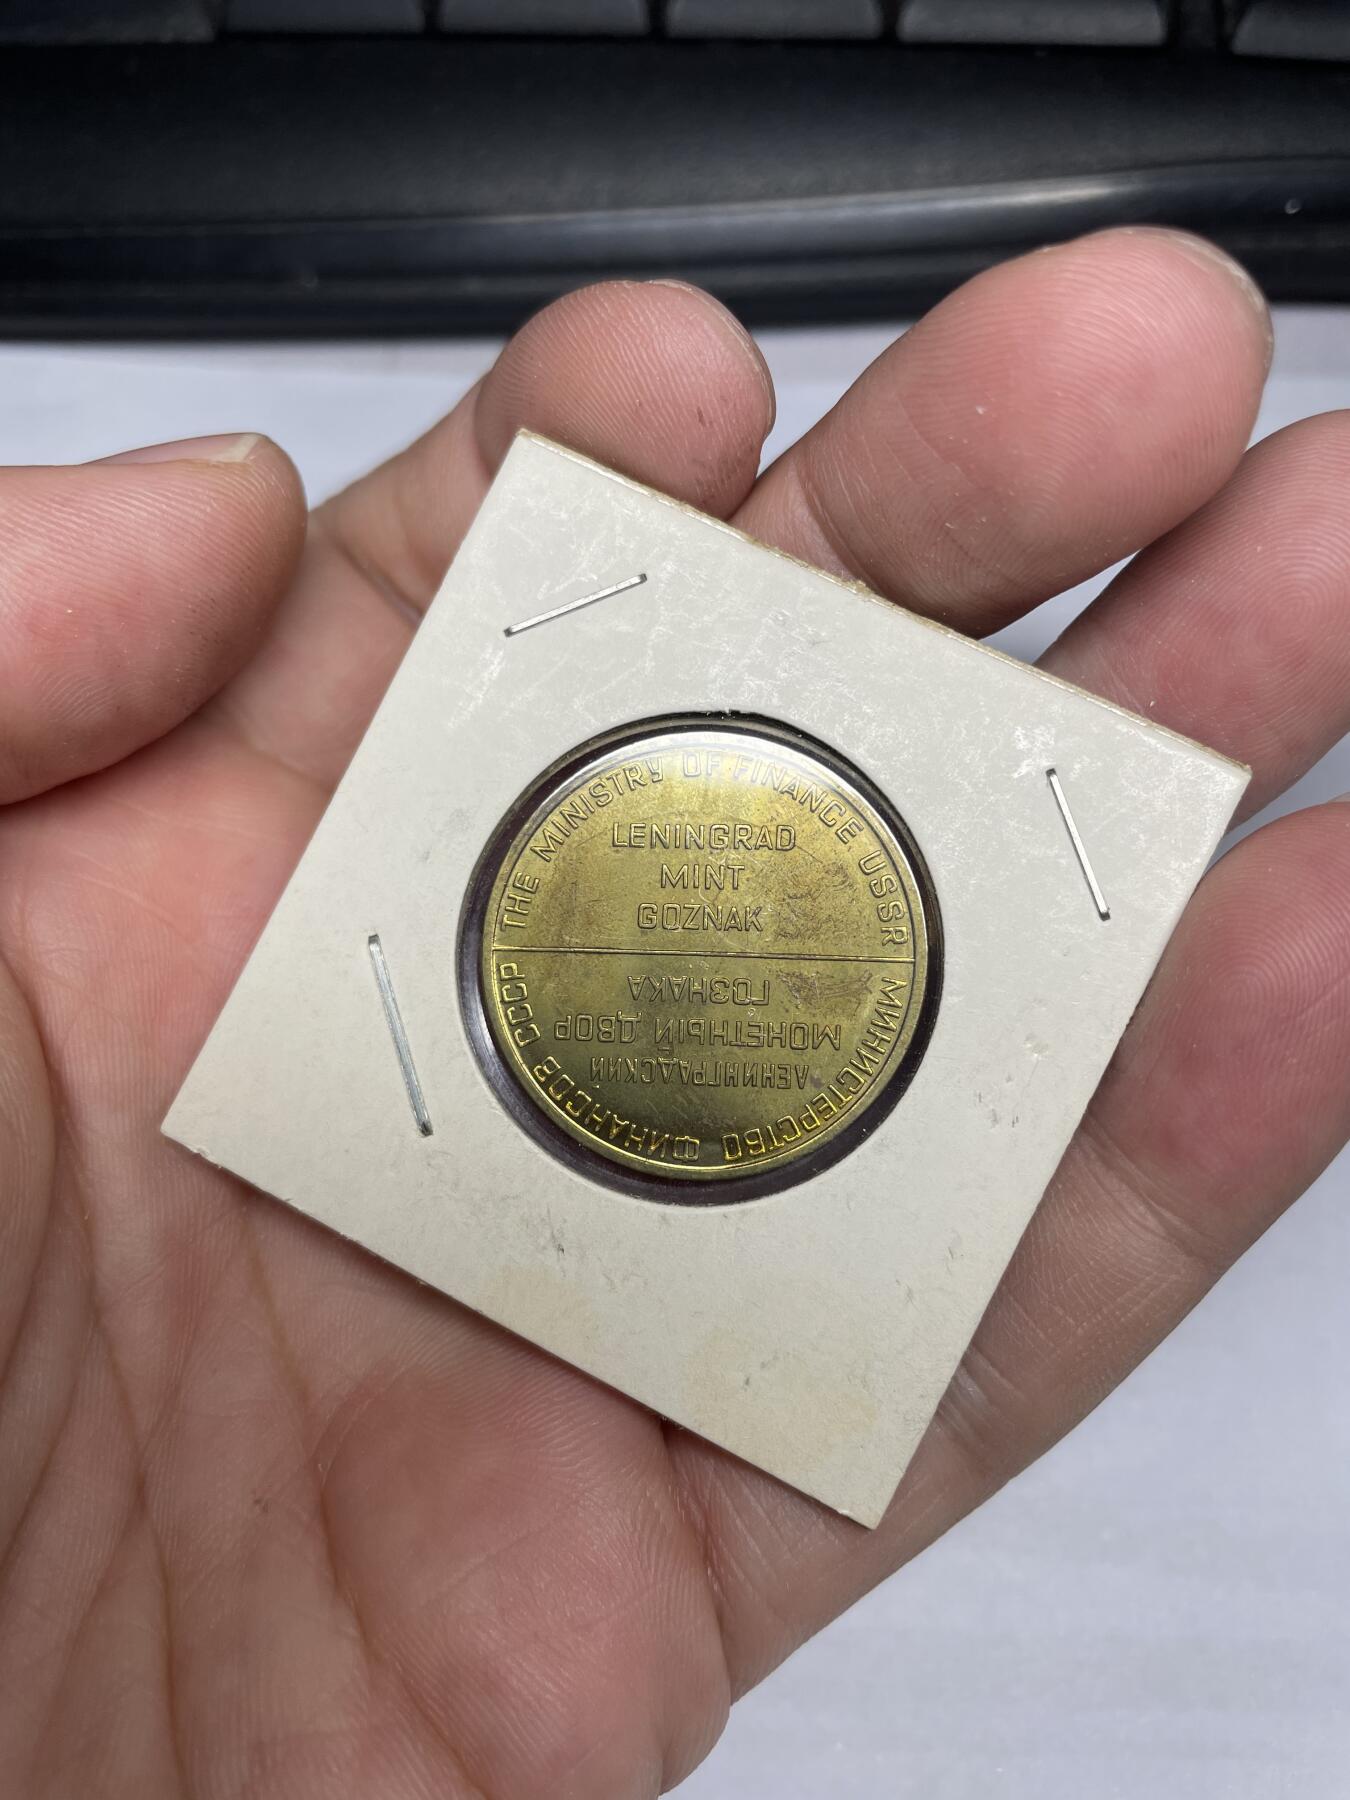 THE MINISTRY OF FINANCE USSR
LENINGRAD
MINT
GOZNAK
МИНИСТЕРСТВО ФИНАНСОВ СССР
ЛЕНИНГРАДСКИЙ
МОНЕТНЫЙ ДВОР
ГОЗНАКА